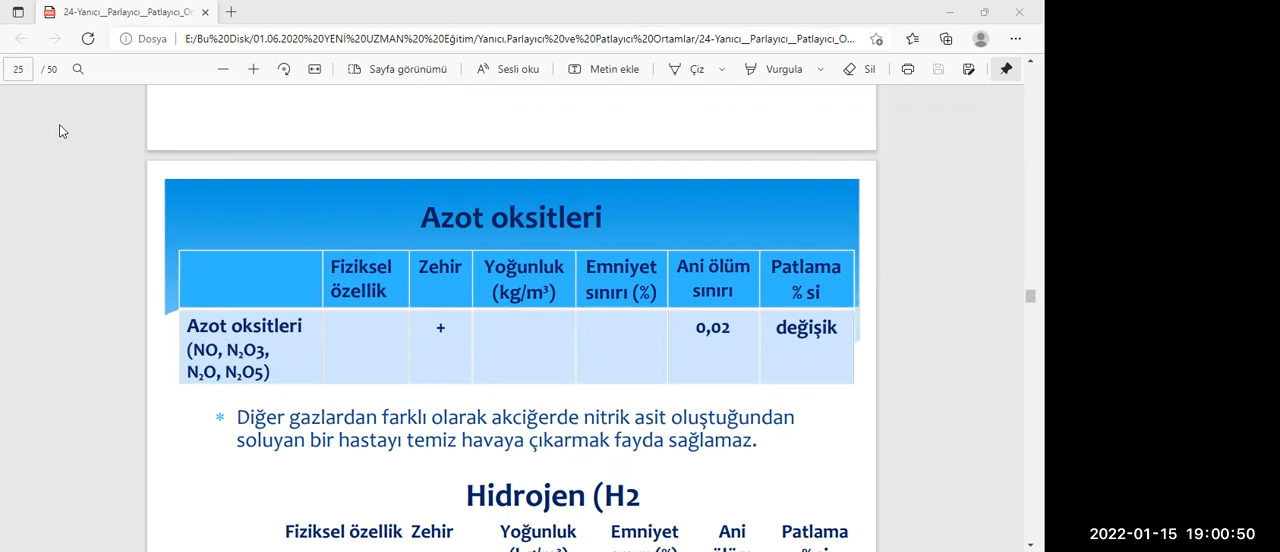 24-Yanıcı__Parlayıcı__Patlayıcı_Or
Dosya
E:/Bu%20Disk/01.06.2020%20YENİ%20UZMAN%20%20Eğitim/Yanıcı,Parlayıcı%20ve%20Patlayıcı%20Ortamlar/24-Yanıcı__Parlayıcı__Patlayıcı_O...
25 / 50
Sayfa görünümü
Sesli oku
Metin ekle
Çiz
Vurgula
Sil
Azot oksitleri
Fiziksel özellik
Zehir
Yoğunluk (kg/m³)
Emniyet sınırı (%)
Ani ölüm sınırı
Patlama % si
Azot oksitleri
(NO, N₂O3,
N₂O, N₂O5)
+
0,02
değişik
* Diğer gazlardan farklı olarak akciğerde nitrik asit oluştuğundan
soluyan bir hastayı temiz havaya çıkarmak fayda sağlamaz.
Hidrojen (H2
Fiziksel özellik Zehir Yoğunluk Emniyet Ani Patlama
2022-01-15 19:00:50